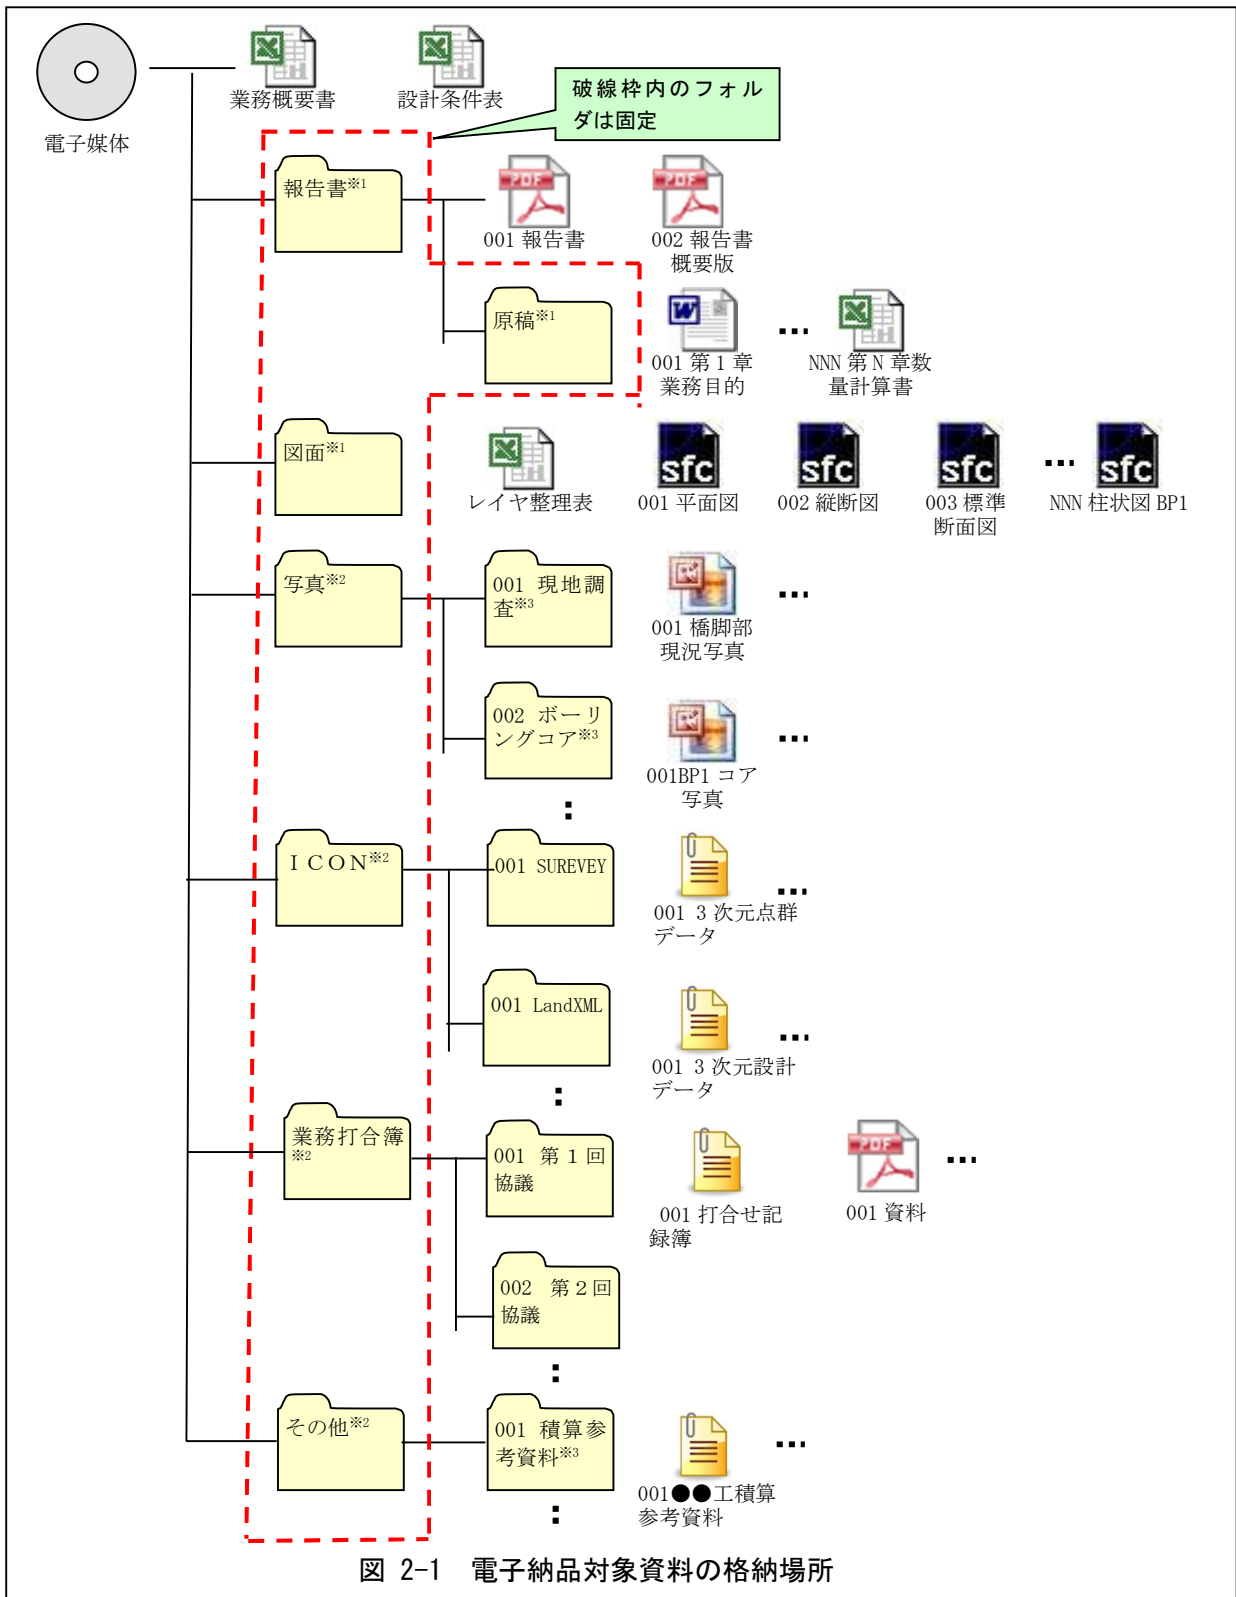 業務概要書
設計条件表
電子媒体
破線枠内のフォル
ダは固定
報告書※1
PDF
001 報告書
PDF
002 報告書
概要版
原稿※1
001 第１章
業務目的
…
NNN 第 N 章数
量計算書
図面※1
レイヤ整理表
sfc
001 平面図
sfc
002 縦断図
sfc
003 標準
断面図
…
sfc
NNN 柱状図 BP1
写真※2
001 現地調
査※3
001 橋脚部
現況写真
…
002 ボーリ
ングコア※3
001BP1 コア
写真
…
：
ＩＣＯＮ※2
001 SUREVEY
001 3 次元点群
データ
…
001 LandXML
001 3 次元設計
データ
…
：
業務打合簿
※2
001 第１回
協議
001 打合せ記
録簿
PDF
001 資料
…
002 第２回
協議
：
その他※2
001 積算参
考資料※3
001●●工積算
参考資料
…
：
図 2-1 電子納品対象資料の格納場所